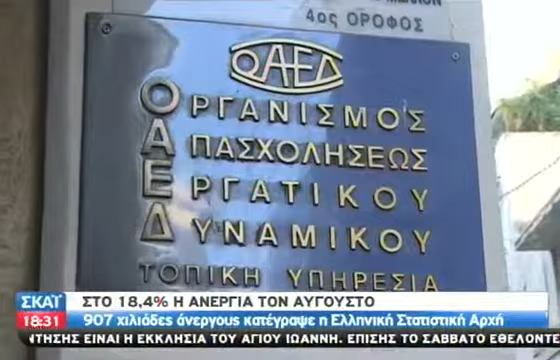 4ος ΟΡΟΦΟΣ
ΟΑΕΔ
ΟΡΓΑΝΙΣΜΟΣ
ΑΠΑΣΧΟΛΗΣΕΩΣ
ΕΡΓΑΤΙΚΟΥ
ΔΥΝΑΜΙΚΟΥ
ΤΟΠΙΚΗ ΥΠΗΡΕΣΙΑ
ΣΚΑΪ ΣΤΟ 18,4% Η ΑΝΕΡΓΙΑ ΤΟΝ ΑΥΓΟΥΣΤΟ
18:31 907 χιλιάδες άνεργους κατέγραψε η Ελληνική Στατιστική Αρχή
ΝΤΗΣΗΣ ΕΙΝΑΙ Η ΕΚΚΛΗΣΙΑ ΤΟΥ ΑΓΙΟΥ ΙΩΑΝΝΗ. ΕΠΙΣΗΣ ΤΟ ΣΑΒΒΑΤΟ ΕΘΕΛΟΝΤ